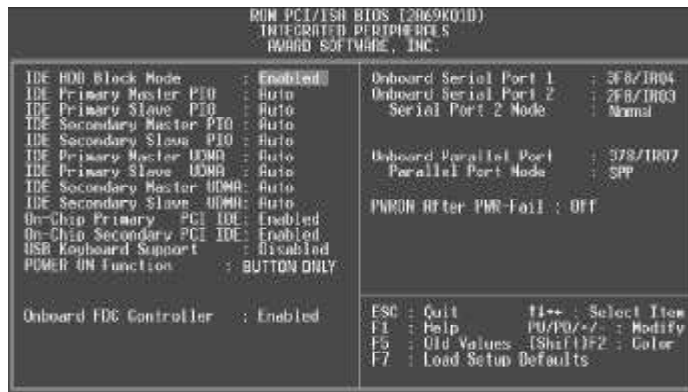 ROM PCI/ISA BIOS (2A69KQ1D)
INTEGRATED PERIPHERALS
AWARD SOFTWARE, INC.
IDE HDD Block Mode : Enabled
IDE Primary Master PIO : Auto
IDE Primary Slave PIO : Auto
IDE Secondary Master PIO : Auto
IDE Secondary Slave PIO : Auto
IDE Primary Master UDMA : Auto
IDE Primary Slave UDMA : Auto
IDE Secondary Master UDMA: Auto
IDE Secondary Slave UDMA: Auto
On-Chip Primary PCI IDE: Enabled
On-Chip Secondary PCI IDE: Enabled
USB Keyboard Support : Disabled
POWER ON Function : BUTTON ONLY
Onboard FDC Controller : Enabled
Onboard Serial Port 1 : 3F8/IRQ4
Onboard Serial Port 2 : 2F8/IRQ3
Serial Port 2 Mode : Normal
Onboard Parallel Port : 378/IRQ7
Parallel Port Mode : SPP
PWRON After PWR-Fail : Off
ESC : Quit ↑↓→← : Select Item
F1 : Help PU/PD/+/- : Modify
F5 : Old Values (Shift)F2 : Color
F7 : Load Setup Defaults